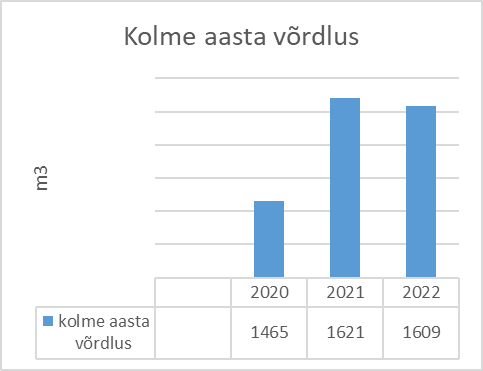 Kolme aasta võrdlus
m3
2020 2021 2022
kolme aasta võrdlus 1465 1621 1609